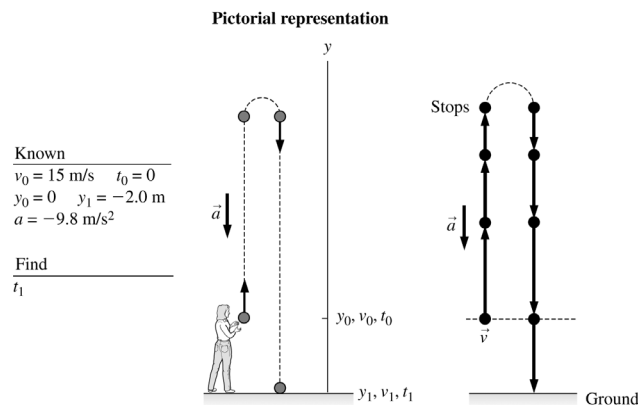 Pictorial representation
y
Stops
Known
v₀ = 15 m/s t₀ = 0
y₀ = 0 y₁ = −2.0 m
a = −9.8 m/s²
a⃗
a⃗
Find
t₁
y₀, v₀, t₀
v⃗
y₁, v₁, t₁
Ground